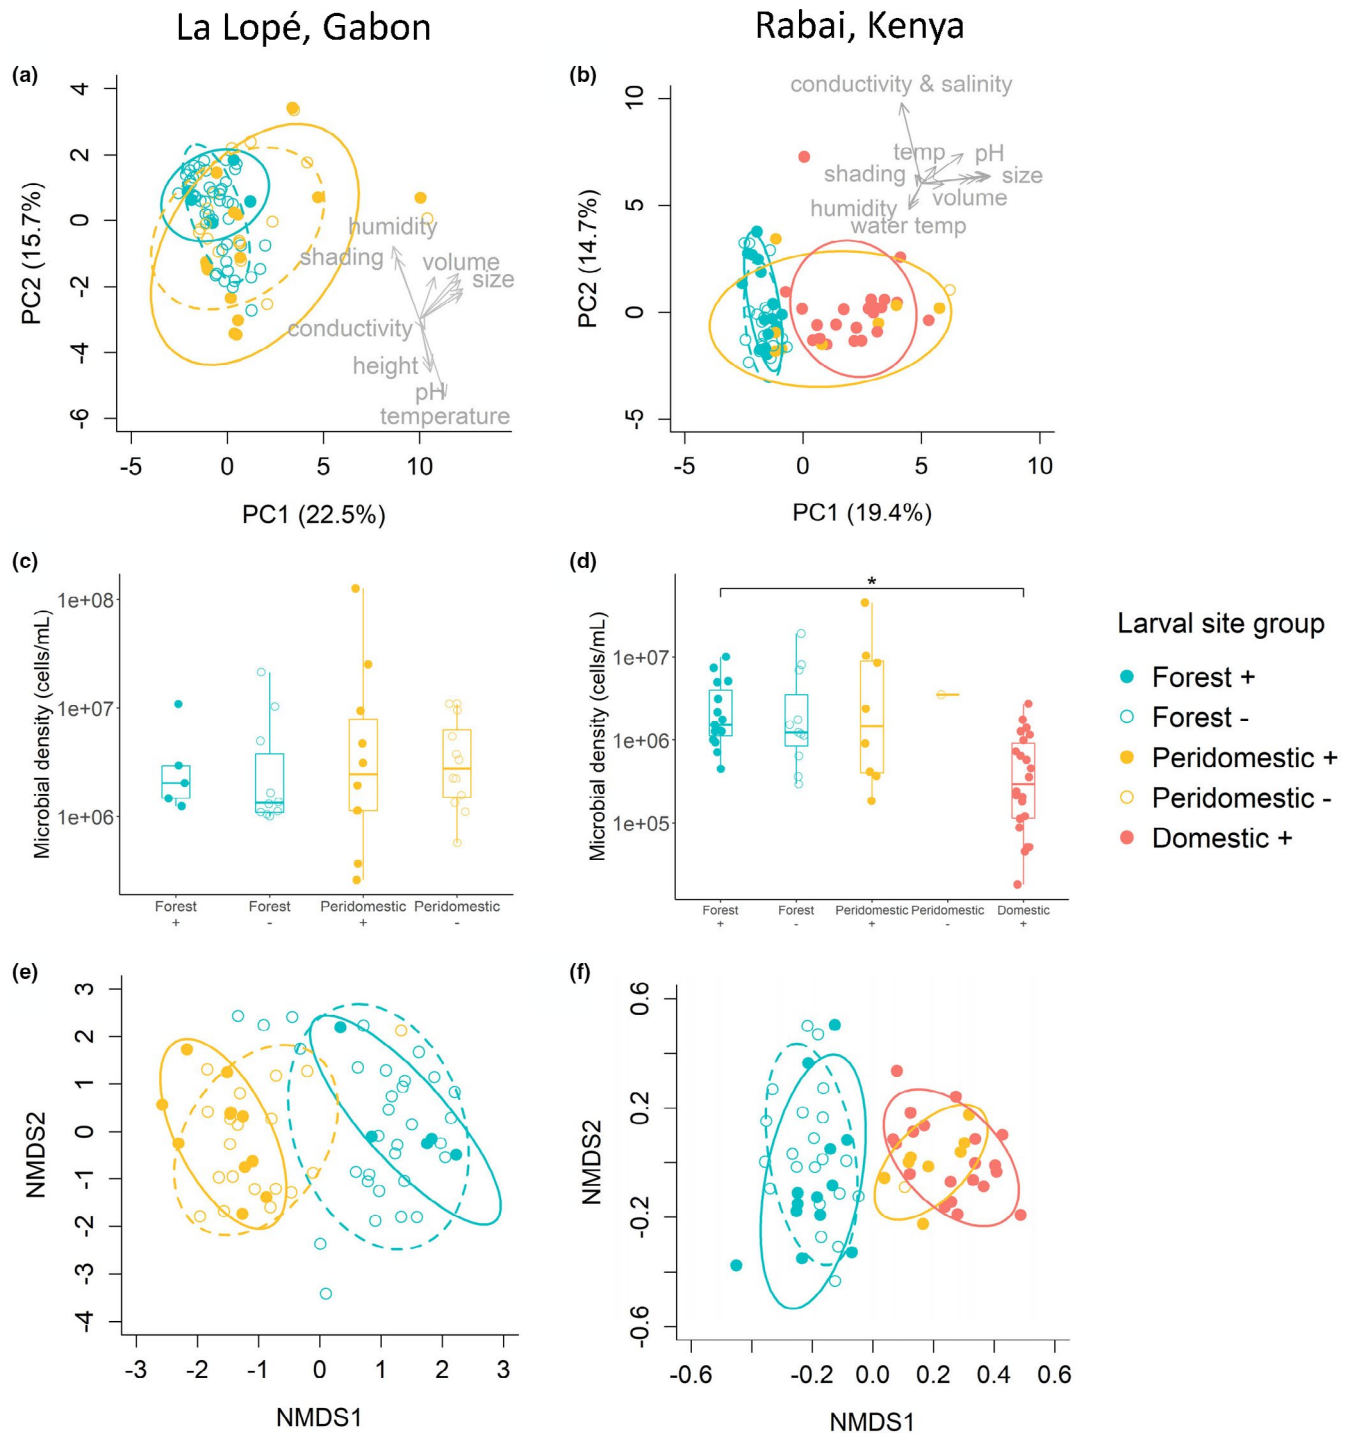 La Lopé, Gabon
Rabai, Kenya
(a)
4
2
0
-2
-4
-6
PC2 (15.7%)
humidity
shading
volume
size
conductivity
height
pH
temperature
-5 0 5 10
PC1 (22.5%)
(b)
10
5
0
-5
PC2 (14.7%)
conductivity & salinity
temp
pH
shading
size
volume
humidity
water temp
-5 0 5 10
PC1 (19.4%)
(c)
1e+08
1e+07
1e+06
Microbial density (cells/mL)
Forest Forest Peridomestic Peridomestic
+ - + -
(d)
*
1e+07
1e+06
1e+05
Microbial density (cells/mL)
Forest Forest Peridomestic Peridomestic Domestic
+ - + - +
Larval site group
Forest +
Forest -
Peridomestic +
Peridomestic -
Domestic +
(e)
3
2
1
0
-1
-2
-3
-4
NMDS2
-3 -2 -1 0 1 2 3
NMDS1
(f)
0.6
0.2
-0.2
-0.6
NMDS2
-0.6 -0.2 0.0 0.2 0.4 0.6
NMDS1